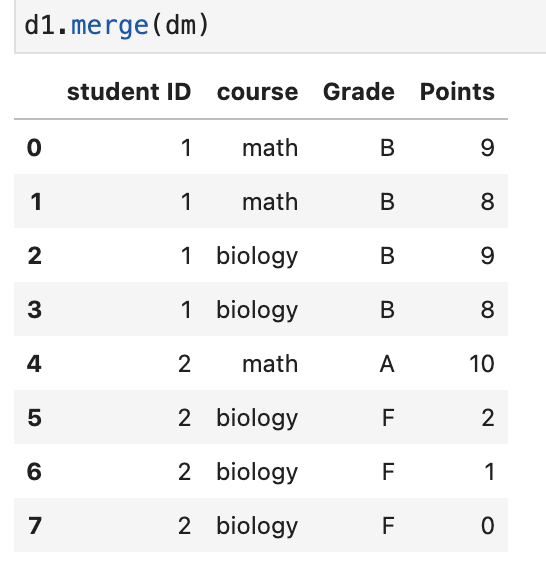 d1.merge(dm)
student ID course Grade Points
0 1 math B 9
1 1 math B 8
2 1 biology B 9
3 1 biology B 8
4 2 math A 10
5 2 biology F 2
6 2 biology F 1
7 2 biology F 0